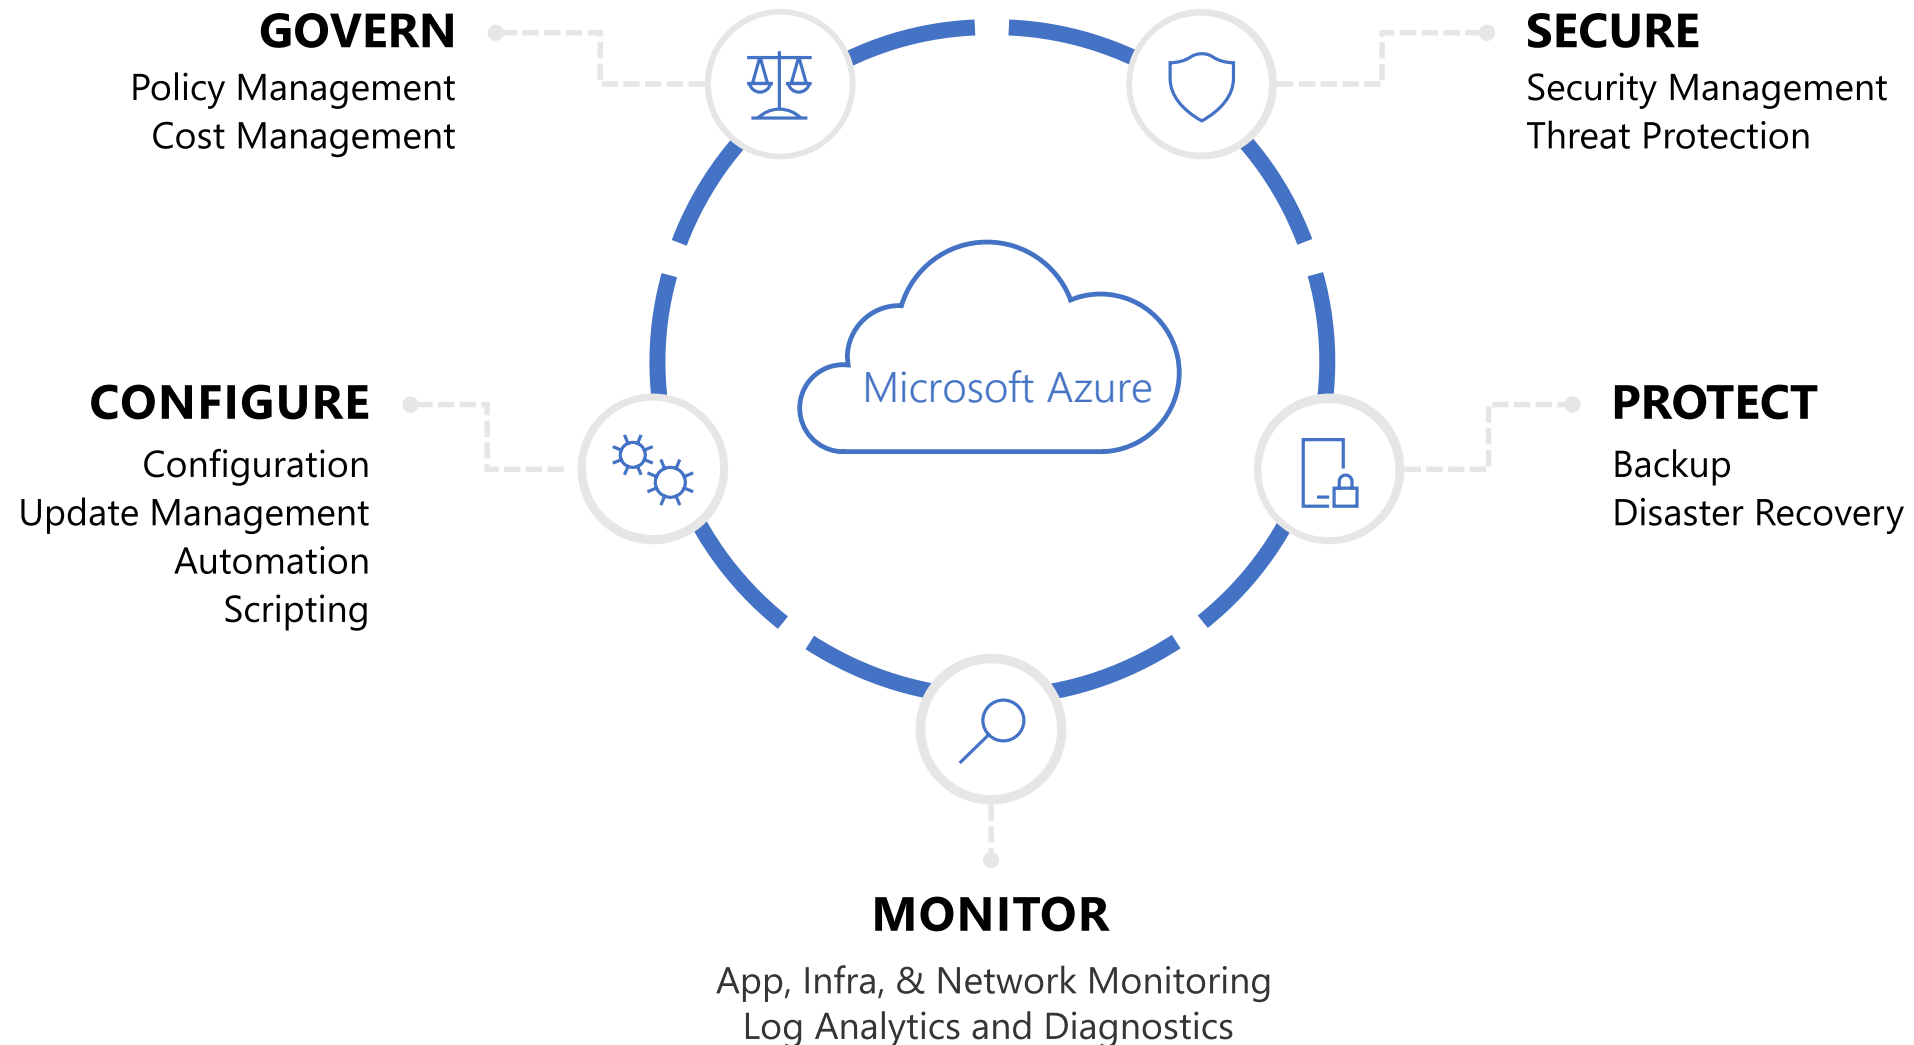 GOVERN
Policy Management
Cost Management
SECURE
Security Management
Threat Protection
Microsoft Azure
CONFIGURE
Configuration
Update Management
Automation
Scripting
PROTECT
Backup
Disaster Recovery
MONITOR
App, Infra, & Network Monitoring
Log Analytics and Diagnostics